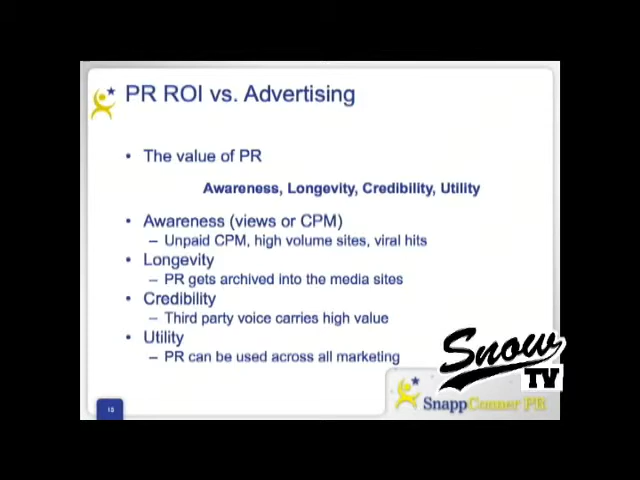 PR ROI vs. Advertising
• The value of PR
Awareness, Longevity, Credibility, Utility
• Awareness (views or CPM)
– Unpaid CPM, high volume sites, viral hits
• Longevity
– PR gets archived into the media sites
• Credibility
– Third party voice carries high value
• Utility
– PR can be used across all marketing
Snow
TV
SnappConner PR